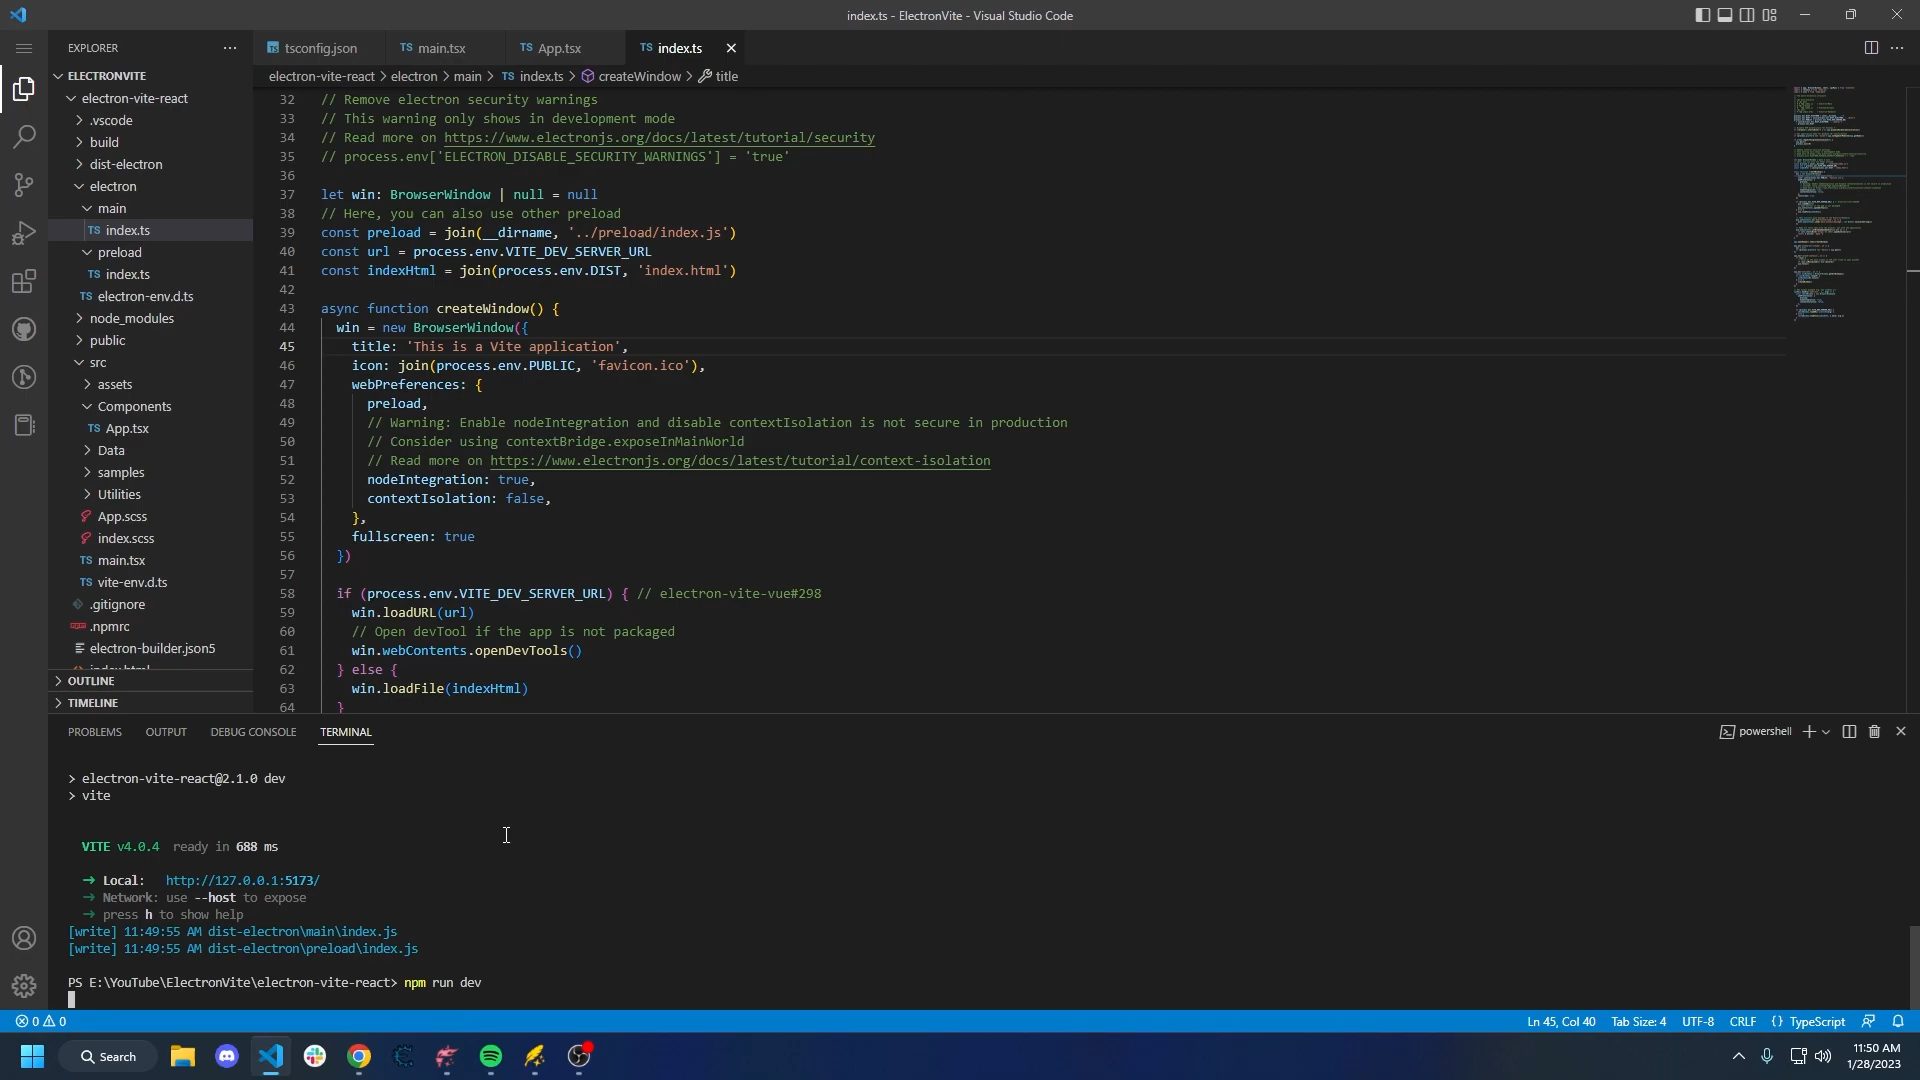 index.ts - ElectronVite - Visual Studio Code
EXPLORER
ELECTRONVITE
electron-vite-react
.vscode
build
dist-electron
electron
main
TS index.ts
preload
TS index.ts
TS electron-env.d.ts
node_modules
public
src
assets
Components
TS App.tsx
Data
samples
Utilities
App.scss
index.scss
TS main.tsx
TS vite-env.d.ts
.gitignore
npm .npmrc
electron-builder.json5
index.html
OUTLINE
TIMELINE
TS tsconfig.json
TS main.tsx
TS App.tsx
TS index.ts
electron-vite-react > electron > main > TS index.ts > createWindow > title
32 // Remove electron security warnings
33 // This warning only shows in development mode
34 // Read more on https://www.electronjs.org/docs/latest/tutorial/security
35 // process.env['ELECTRON_DISABLE_SECURITY_WARNINGS'] = 'true'
36
37 let win: BrowserWindow | null = null
38 // Here, you can also use other preload
39 const preload = join(__dirname, '../preload/index.js')
40 const url = process.env.VITE_DEV_SERVER_URL
41 const indexHtml = join(process.env.DIST, 'index.html')
42
43 async function createWindow() {
44 win = new BrowserWindow({
45 title: 'This is a Vite application',
46 icon: join(process.env.PUBLIC, 'favicon.ico'),
47 webPreferences: {
48 preload,
49 // Warning: Enable nodeIntegration and disable contextIsolation is not secure in production
50 // Consider using contextBridge.exposeInMainWorld
51 // Read more on https://www.electronjs.org/docs/latest/tutorial/context-isolation
52 nodeIntegration: true,
53 contextIsolation: false,
54 },
55 fullscreen: true
56 })
57
58 if (process.env.VITE_DEV_SERVER_URL) { // electron-vite-vue#298
59 win.loadURL(url)
60 // Open devTool if the app is not packaged
61 win.webContents.openDevTools()
62 } else {
63 win.loadFile(indexHtml)
64 }
PROBLEMS OUTPUT DEBUG CONSOLE TERMINAL
powershell
> electron-vite-react@2.1.0 dev
> vite
VITE v4.0.4 ready in 688 ms
➜ Local: http://127.0.0.1:5173/
➜ Network: use --host to expose
➜ press h to show help
[write] 11:49:55 AM dist-electron\main\index.js
[write] 11:49:55 AM dist-electron\preload\index.js
PS E:\YouTube\ElectronVite\electron-vite-react> npm run dev
0 0
Ln 45, Col 40 Tab Size: 4 UTF-8 CRLF {} TypeScript
Search
11:50 AM
1/28/2023